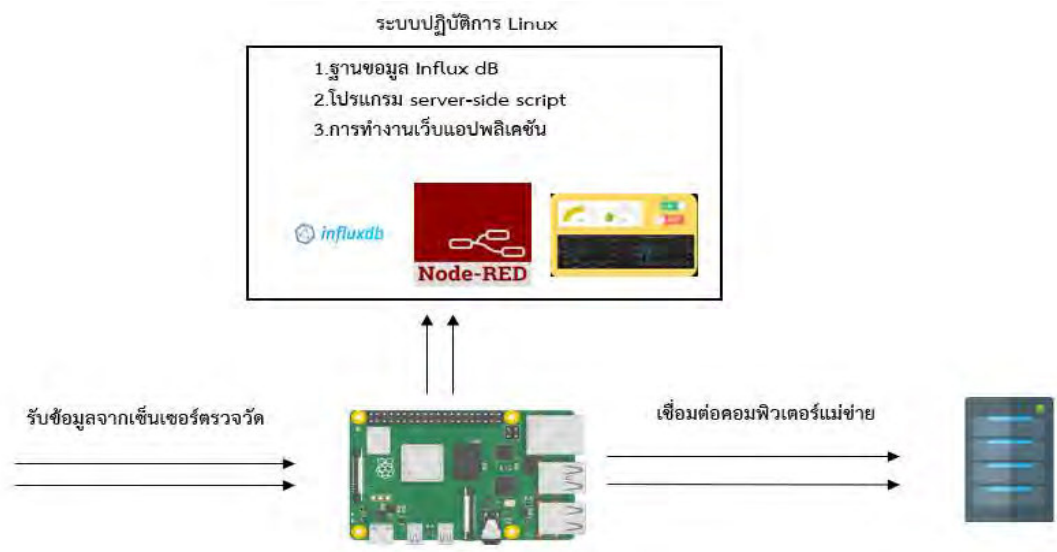 ระบบปฏิบัติการ Linux
1.ฐานขอมูล Influx dB
2.โปรแกรม server-side script
3.การทำงานเว็บแอปพลิเคชัน
influxdb
Node-RED
รับข้อมูลจากเซ็นเซอร์ตรวจวัด
เชื่อมต่อคอมพิวเตอร์แม่ข่าย